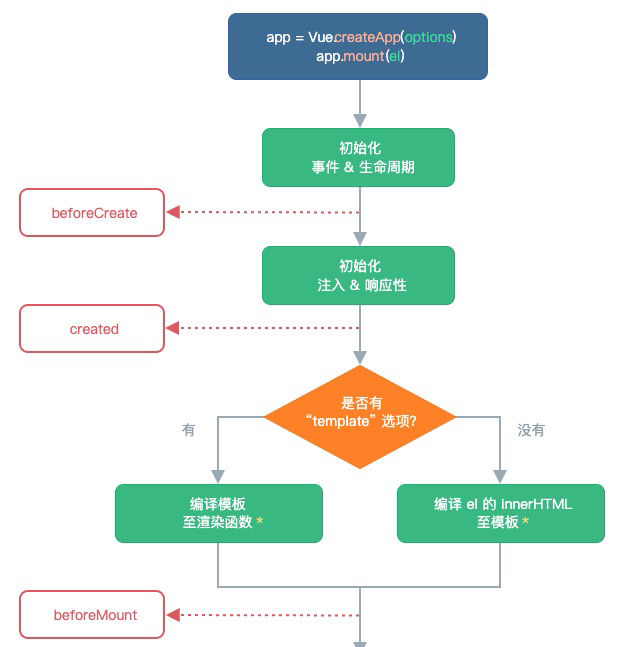 app = Vue.createApp(options)
app.mount(el)
初始化
事件 & 生命周期
beforeCreate
初始化
注入 & 响应性
created
是否有
“template” 选项?
有
没有
编译模板
至渲染函数 *
编译 el 的 innerHTML
至模板 *
beforeMount